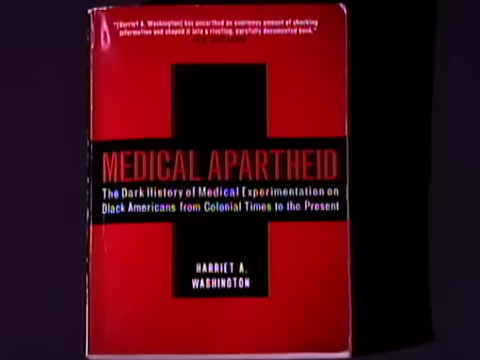 "[Harriet A. Washington] has unearthed an enormous amount of shocking
information and shaped it into a riveting, carefully documented book."
MEDICAL APARTHEID
The Dark History of Medical Experimentation on
Black Americans from Colonial Times to the Present
HARRIET A.
WASHINGTON